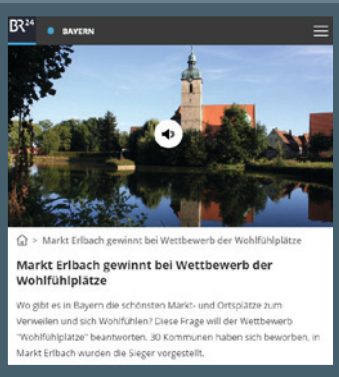 BR24
BAYERN
> Markt Erlbach gewinnt bei Wettbewerb der Wohlfühlplätze
Markt Erlbach gewinnt bei Wettbewerb der
Wohlfühlplätze
Wo gibt es in Bayern die schönsten Markt- und Ortsplätze zum
Verweilen und sich Wohlfühlen? Diese Frage will der Wettbewerb
"Wohlfühlplätze" beantworten. 30 Kommunen haben sich beworben, in
Markt Erlbach wurden die Sieger vorgestellt.